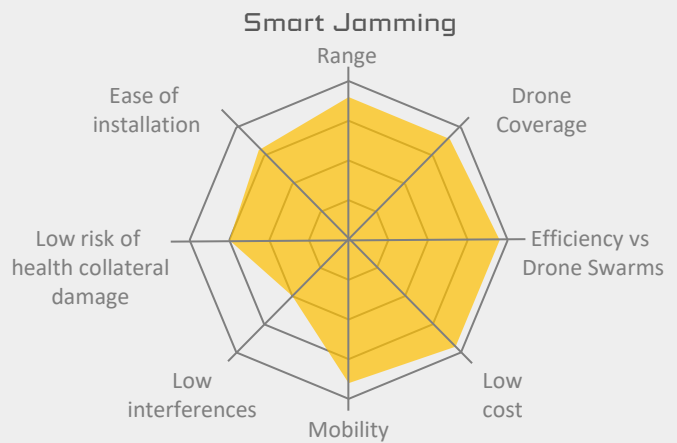 Smart Jamming
Range
Ease of
installation
Drone
Coverage
Low risk of
health collateral
damage
Efficiency vs
Drone Swarms
Low
interferences
Low
cost
Mobility